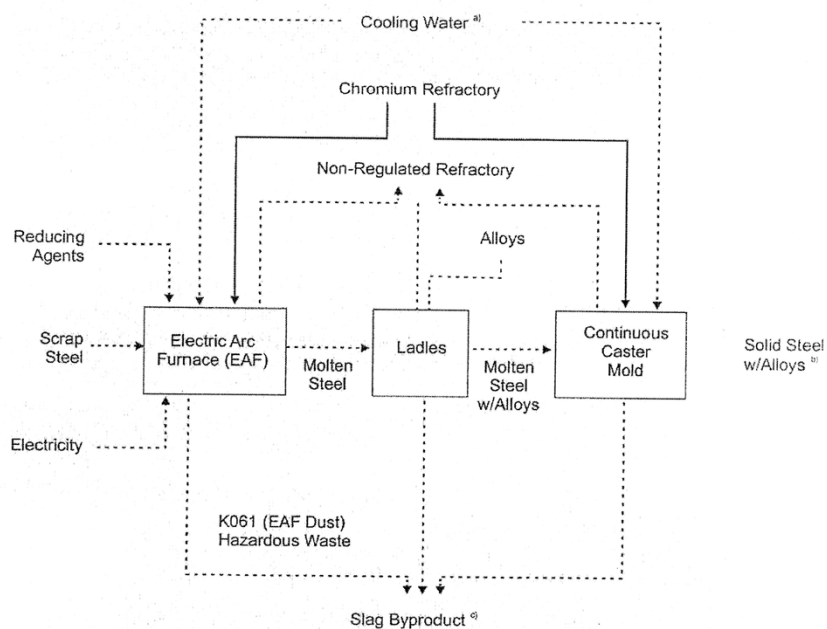 Cooling Water a)
Chromium Refractory
Non-Regulated Refractory
Reducing
Agents
Alloys
Scrap
Steel
Electric Arc
Furnace (EAF)
Molten
Steel
Ladles
Molten
Steel
w/Alloys
Continuous
Caster
Mold
Solid Steel
w/Alloys b)
Electricity
K061 (EAF Dust)
Hazardous Waste
Slag Byproduct c)